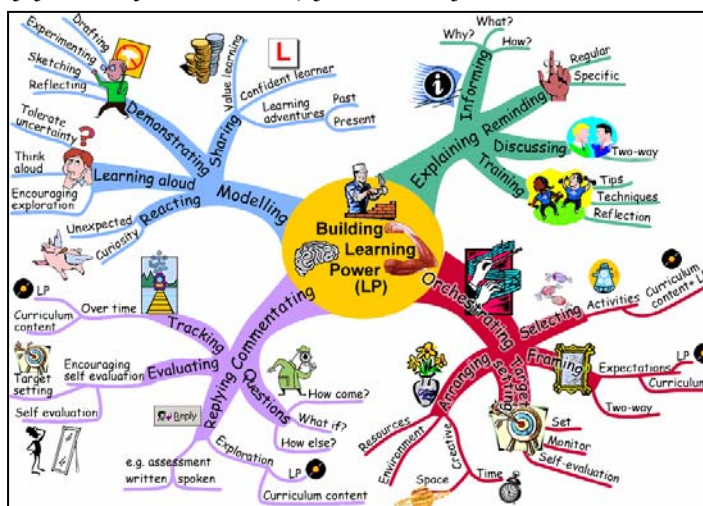 Building
Learning
Power
(LP)
Explaining
Informing
Why?
What?
How?
Reminding
Regular
Specific
Discussing
Two-way
Training
Tips
Techniques
Reflection
Orchestrating
Selecting
Activities
Curriculum
content+ LP
Framing
Expectations
LP
Curriculum
Two-way
Target
setting
Set
Monitor
Self-evaluation
Arranging
Resources
Environment
Creative
Space
Time
Commentating
Questions
How come?
What if?
How else?
Replying
Reply
Exploration
LP
Curriculum content
e.g. assessment
written
spoken
Evaluating
Encouraging
self evaluation
Target
setting
Self evaluation
Tracking
Over time
LP
Curriculum
content
Modelling
Reacting
Unexpected
Curiosity
Learning aloud
Tolerate
uncertainty
?
Think
aloud
Encouraging
exploration
Demonstrating
Drafting
Experimenting
Sketching
Reflecting
Sharing
Value learning
L
Confident learner
Learning
adventures
Past
Present
i